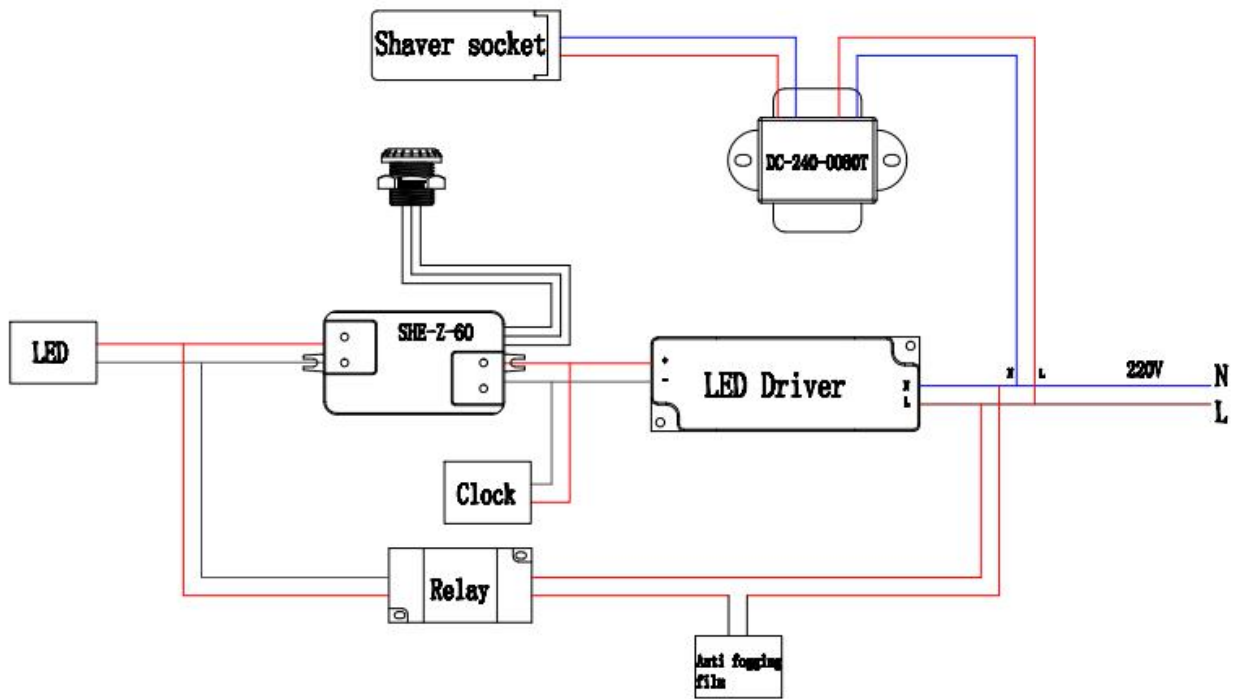 Shaver socket
DC-240-0080T
SHE-Z-60
LED
+
-
LED Driver
N
L
N L
220V
N
L
Clock
Relay
Anti fogging
film